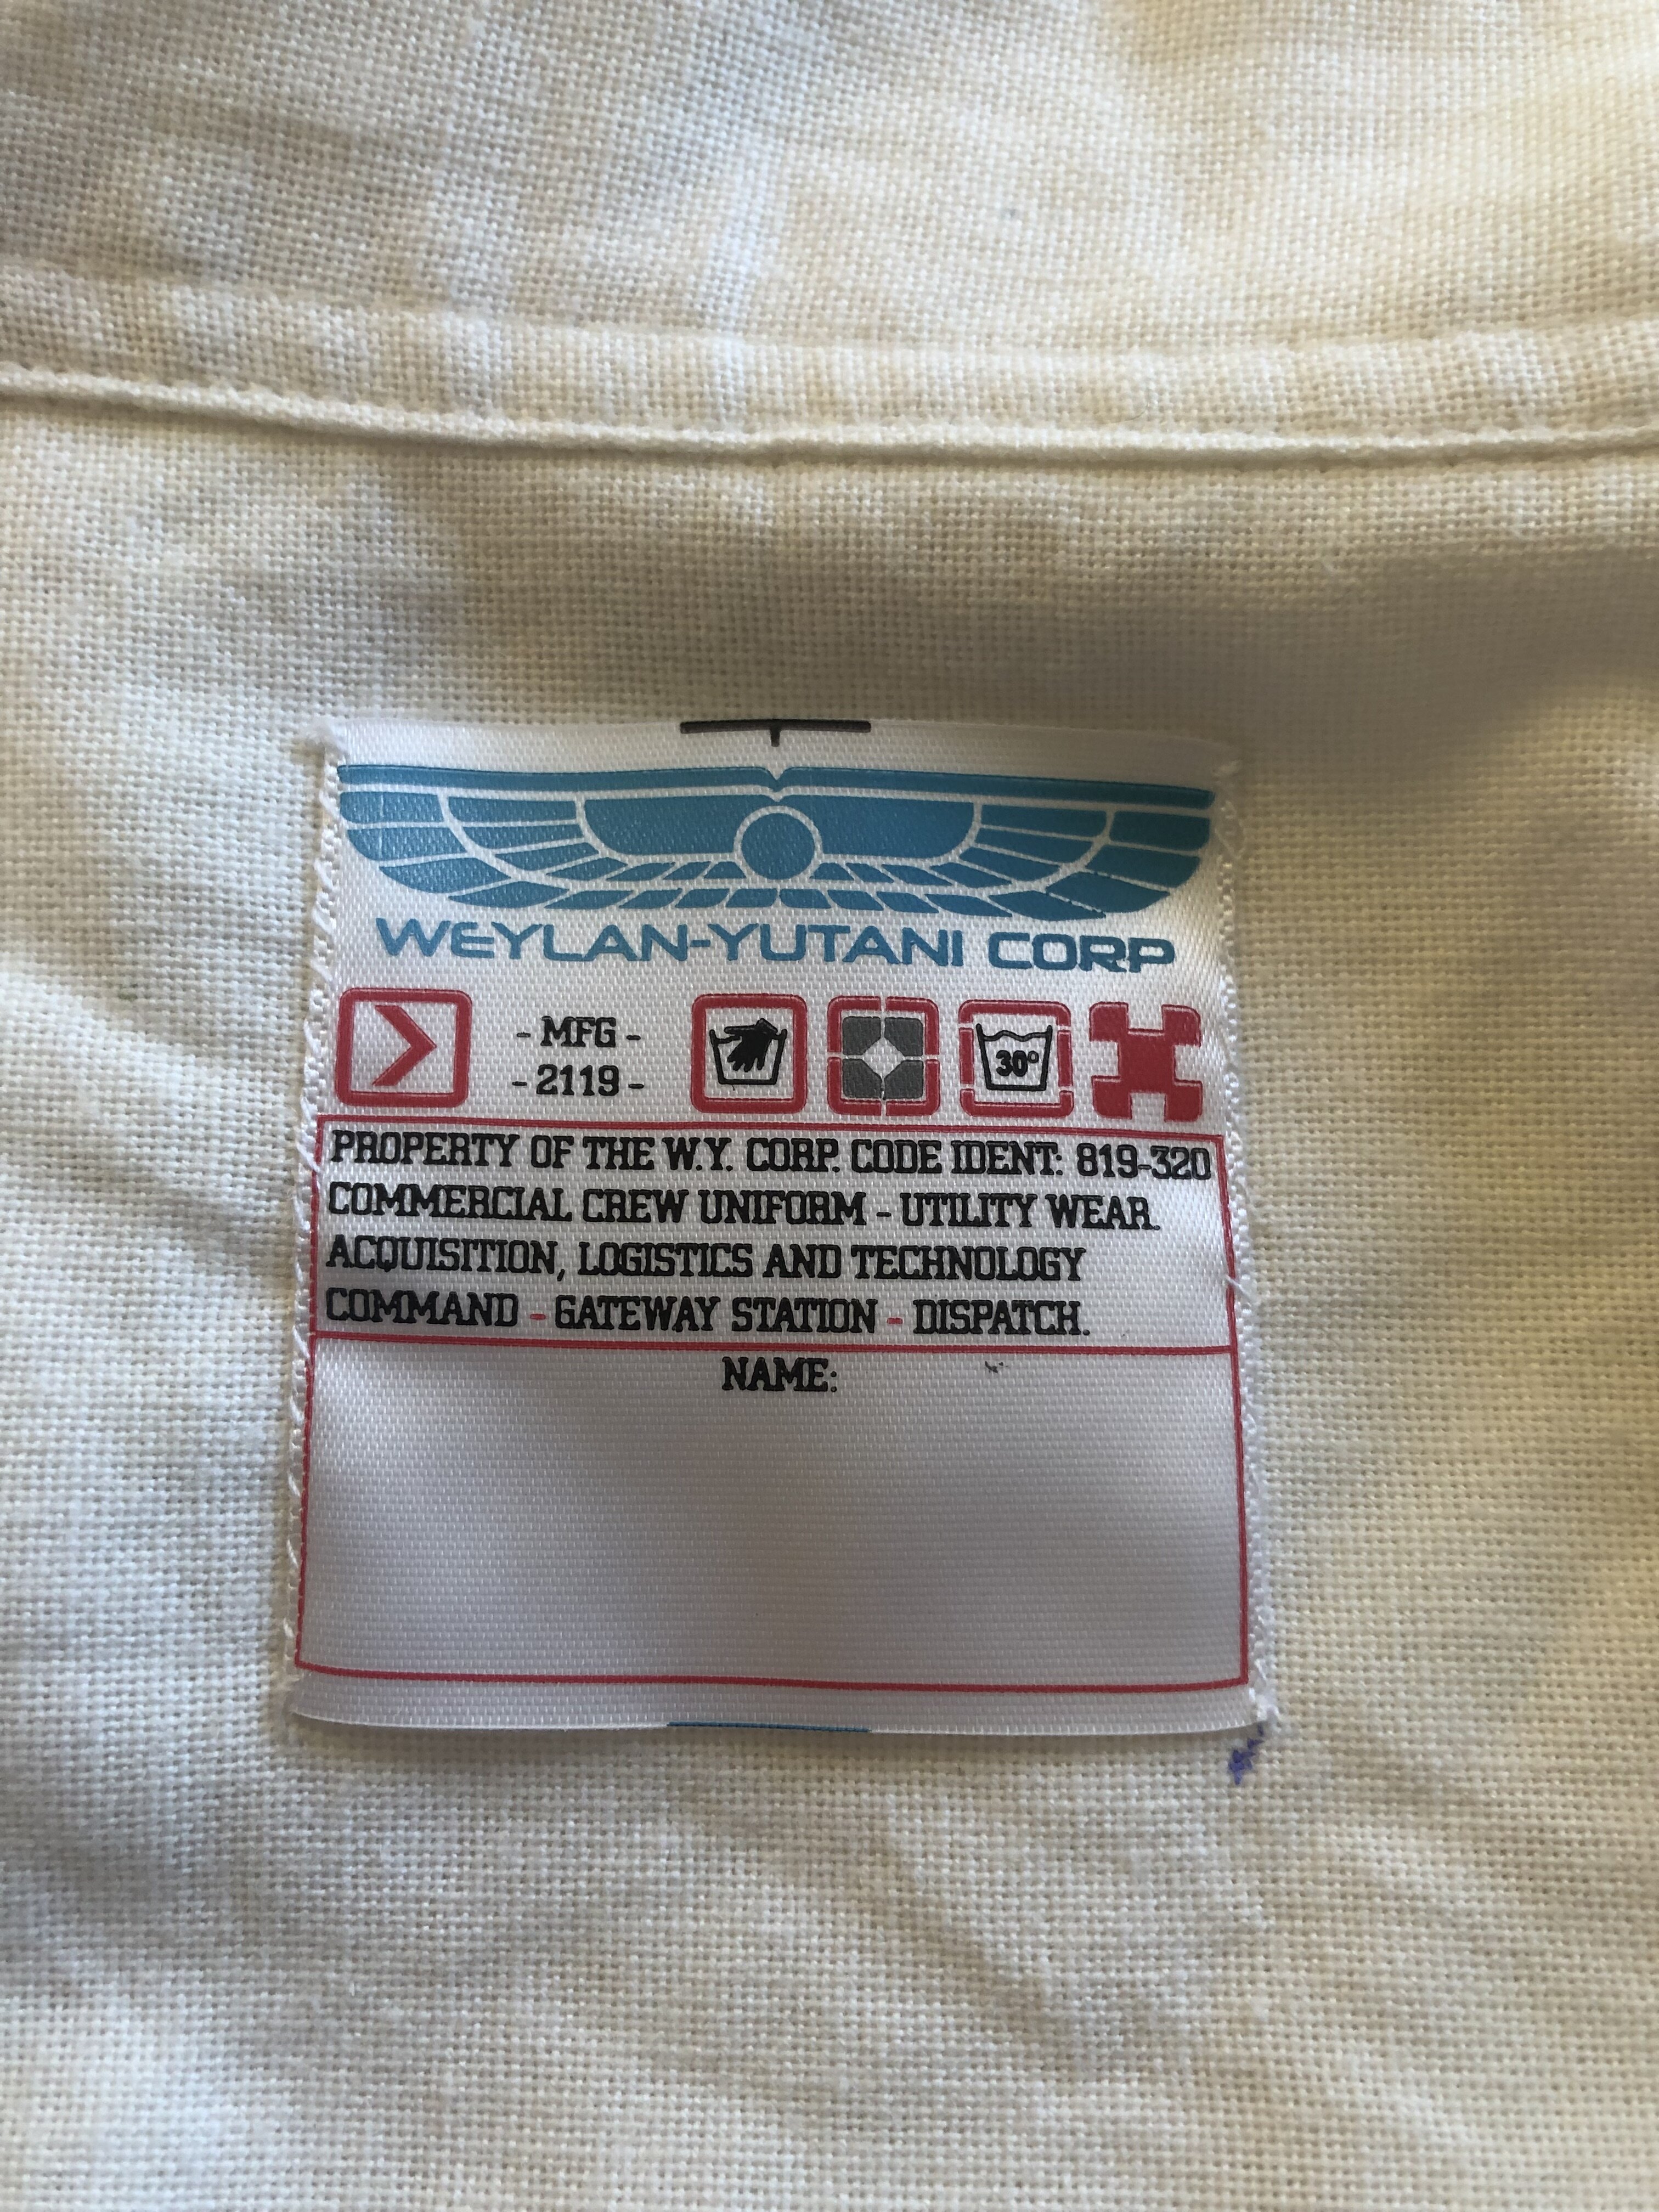 WEYLAN-YUTANI CORP
- MFG -
- 2119 -
30°
PROPERTY OF THE W.Y. CORP. CODE IDENT: 819-320
COMMERCIAL CREW UNIFORM - UTILITY WEAR.
ACQUISITION, LOGISTICS AND TECHNOLOGY
COMMAND - GATEWAY STATION - DISPATCH.
NAME: